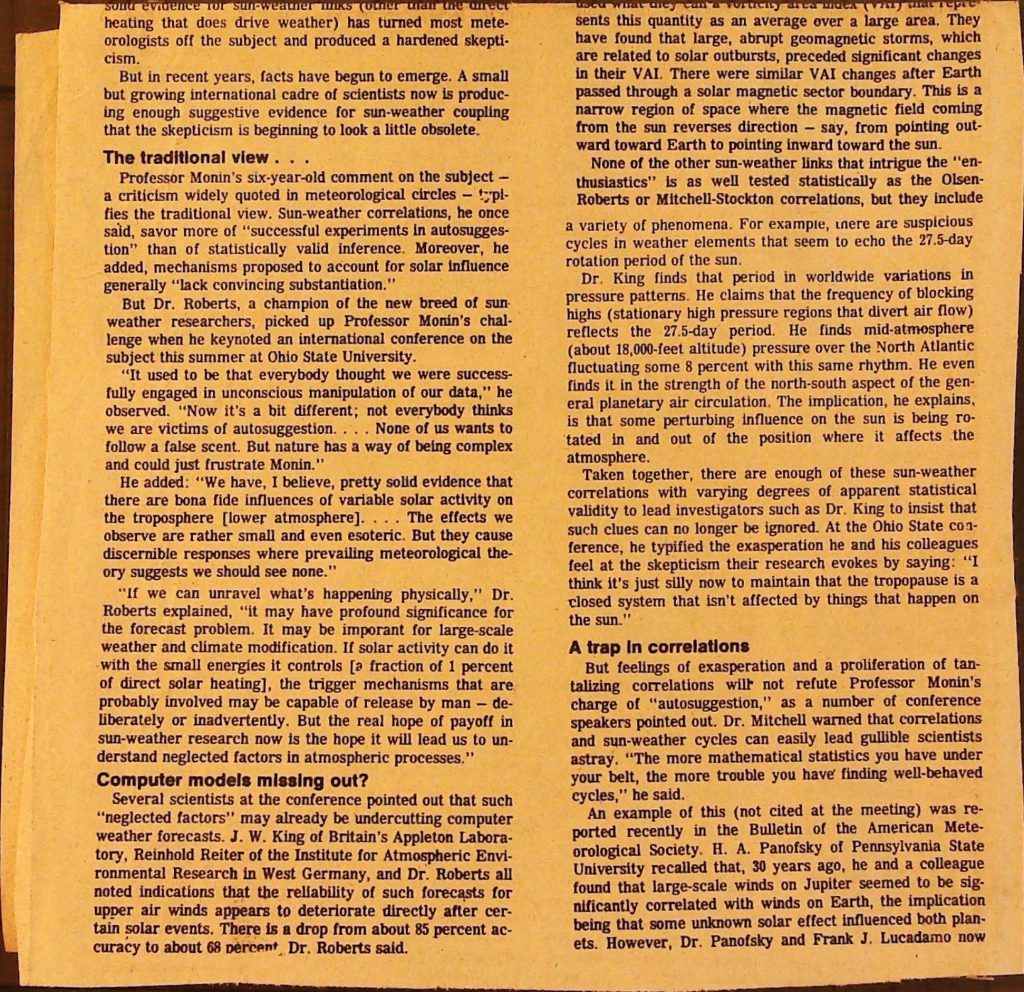 solid evidence for sun-weather links (other than the direct
heating that does drive weather) has turned most mete-
orologists off the subject and produced a hardened skepti-
cism.
But in recent years, facts have begun to emerge. A small
but growing international cadre of scientists now is produc-
ing enough suggestive evidence for sun-weather coupling
that the skepticism is beginning to look a little obsolete.
The traditional view . . .
Professor Monin's six-year-old comment on the subject —
a criticism widely quoted in meteorological circles — typi-
fies the traditional view. Sun-weather correlations, he once
said, savor more of "successful experiments in autosugges-
tion" than of statistically valid inference. Moreover, he
added, mechanisms proposed to account for solar influence
generally "lack convincing substantiation."
But Dr. Roberts, a champion of the new breed of sun-
weather researchers, picked up Professor Monin's chal-
lenge when he keynoted an international conference on the
subject this summer at Ohio State University.
"It used to be that everybody thought we were success-
fully engaged in unconscious manipulation of our data," he
observed. "Now it's a bit different; not everybody thinks
we are victims of autosuggestion. . . . None of us wants to
follow a false scent. But nature has a way of being complex
and could just frustrate Monin."
He added: "We have, I believe, pretty solid evidence that
there are bona fide influences of variable solar activity on
the troposphere [lower atmosphere]. . . . The effects we
observe are rather small and even esoteric. But they cause
discernible responses where prevailing meteorological the-
ory suggests we should see none."
"If we can unravel what's happening physically," Dr.
Roberts explained, "it may have profound significance for
the forecast problem. It may be imporant for large-scale
weather and climate modification. If solar activity can do it
with the small energies it controls [a fraction of 1 percent
of direct solar heating], the trigger mechanisms that are
probably involved may be capable of release by man — de-
liberately or inadvertently. But the real hope of payoff in
sun-weather research now is the hope it will lead us to un-
derstand neglected factors in atmospheric processes."
Computer models missing out?
Several scientists at the conference pointed out that such
"neglected factors" may already be undercutting computer
weather forecasts. J. W. King of Britain's Appleton Labora-
tory, Reinhold Reiter of the Institute for Atmospheric Envi-
ronmental Research in West Germany, and Dr. Roberts all
noted indications that the reliability of such forecasts for
upper air winds appears to deteriorate directly after cer-
tain solar events. There is a drop from about 85 percent ac-
curacy to about 68 percent, Dr. Roberts said.
used what they call a vorticity area index (VAI) that repre-
sents this quantity as an average over a large area. They
have found that large, abrupt geomagnetic storms, which
are related to solar outbursts, preceded significant changes
in their VAI. There were similar VAI changes after Earth
passed through a solar magnetic sector boundary. This is a
narrow region of space where the magnetic field coming
from the sun reverses direction — say, from pointing out-
ward toward Earth to pointing inward toward the sun.
None of the other sun-weather links that intrigue the "en-
thusiastics" is as well tested statistically as the Olsen-
Roberts or Mitchell-Stockton correlations, but they include
a variety of phenomena. For example, there are suspicious
cycles in weather elements that seem to echo the 27.5-day
rotation period of the sun.
Dr. King finds that period in worldwide variations in
pressure patterns. He claims that the frequency of blocking
highs (stationary high pressure regions that divert air flow)
reflects the 27.5-day period. He finds mid-atmosphere
(about 18,000-feet altitude) pressure over the North Atlantic
fluctuating some 8 percent with this same rhythm. He even
finds it in the strength of the north-south aspect of the gen-
eral planetary air circulation. The implication, he explains,
is that some perturbing influence on the sun is being ro-
tated in and out of the position where it affects the
atmosphere.
Taken together, there are enough of these sun-weather
correlations with varying degrees of apparent statistical
validity to lead investigators such as Dr. King to insist that
such clues can no longer be ignored. At the Ohio State con-
ference, he typified the exasperation he and his colleagues
feel at the skepticism their research evokes by saying: "I
think it's just silly now to maintain that the tropopause is a
closed system that isn't affected by things that happen on
the sun."
A trap in correlations
But feelings of exasperation and a proliferation of tan-
talizing correlations will not refute Professor Monin's
charge of "autosuggestion," as a number of conference
speakers pointed out. Dr. Mitchell warned that correlations
and sun-weather cycles can easily lead gullible scientists
astray. "The more mathematical statistics you have under
your belt, the more trouble you have finding well-behaved
cycles," he said.
An example of this (not cited at the meeting) was re-
ported recently in the Bulletin of the American Mete-
orological Society. H. A. Panofsky of Pennsylvania State
University recalled that, 30 years ago, he and a colleague
found that large-scale winds on Jupiter seemed to be sig-
nificantly correlated with winds on Earth, the implication
being that some unknown solar effect influenced both plan-
ets. However, Dr. Panofsky and Frank J. Lucadamo now